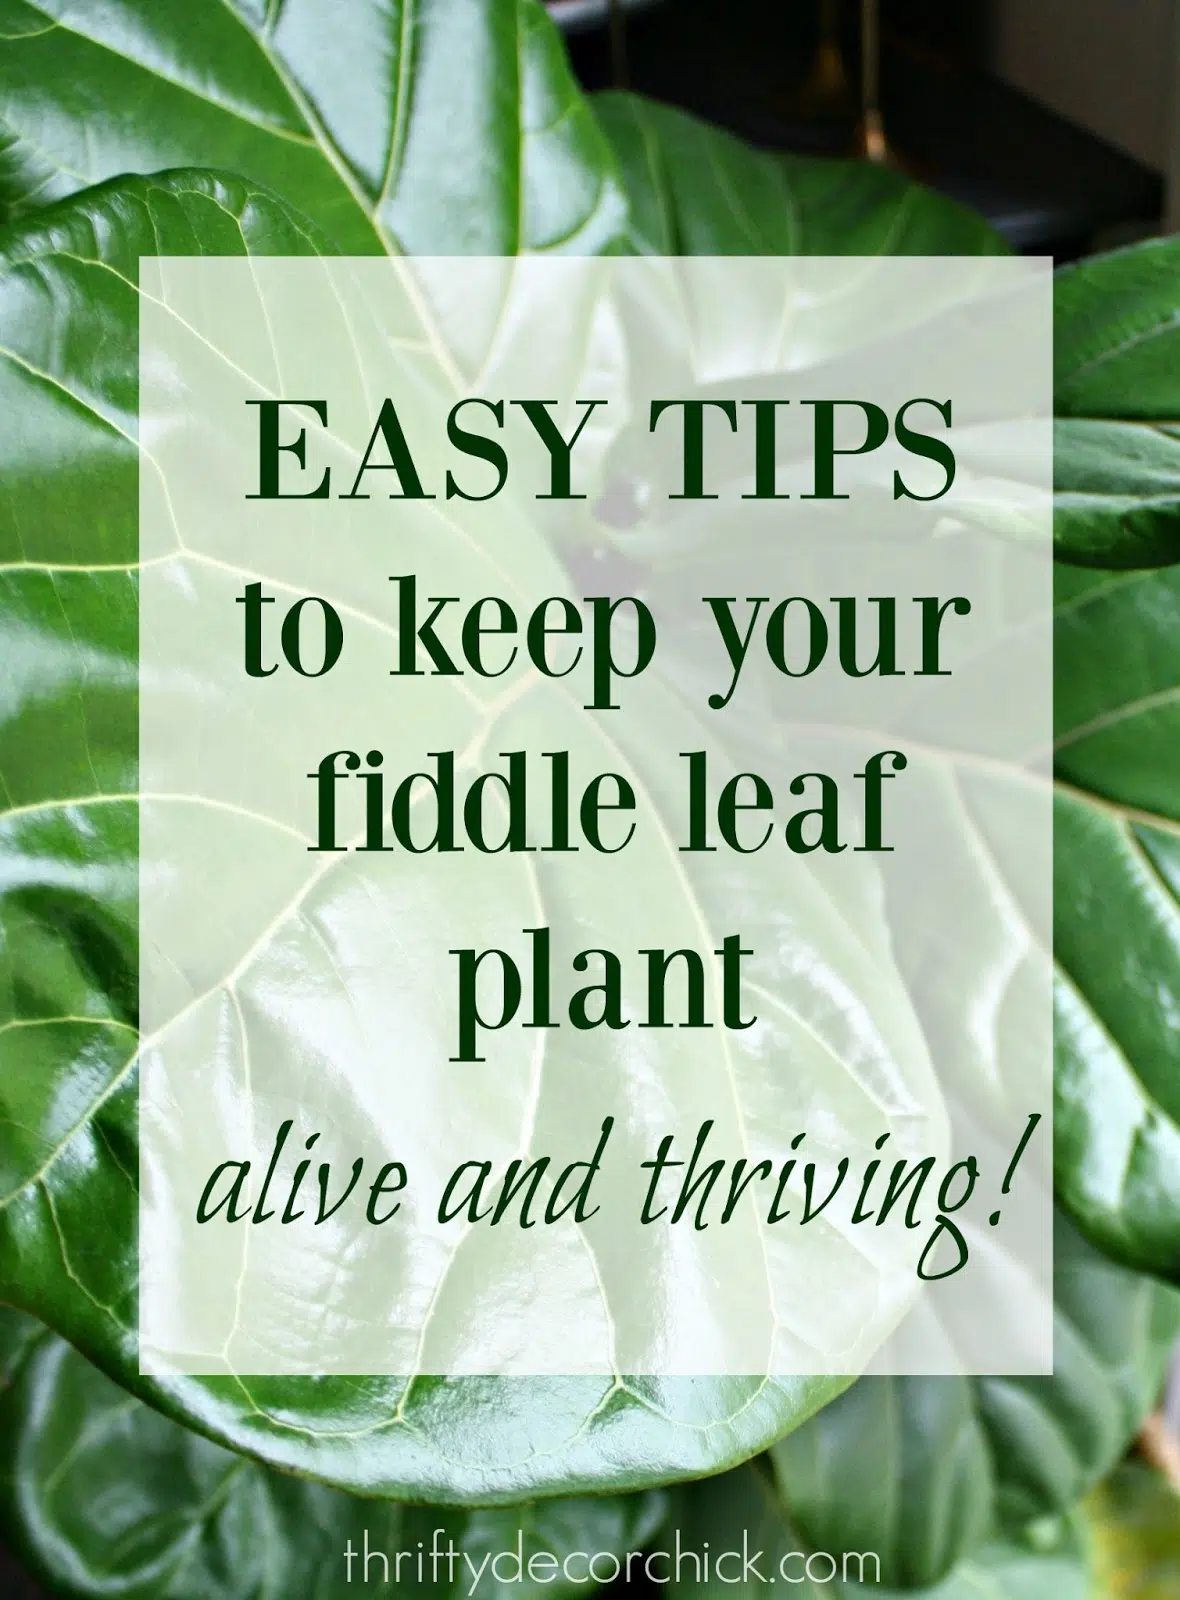 EASY TIPS
to keep your
fiddle leaf
plant
alive and thriving!
thriftydecorchick.com